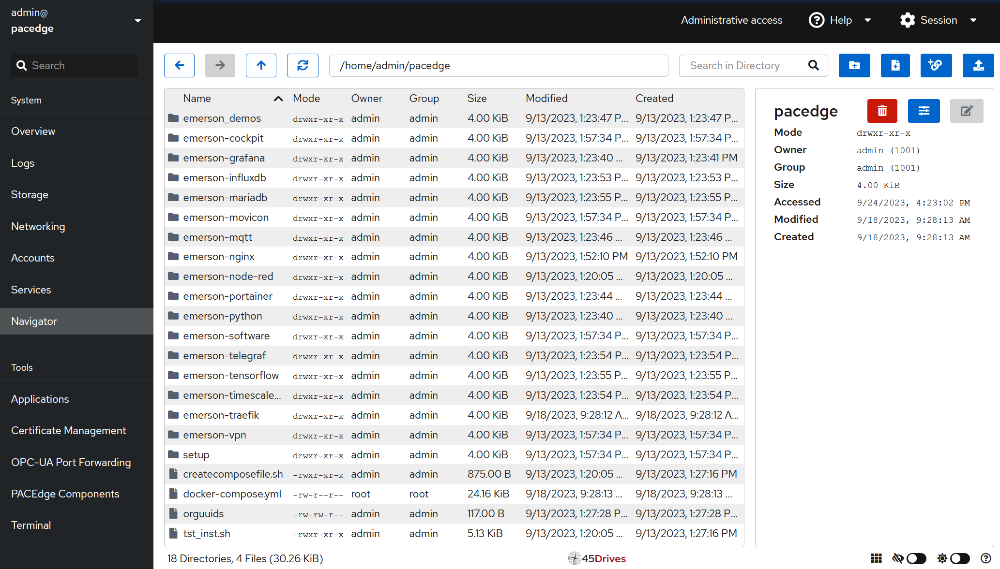 admin@
pacedge
Administrative access
Help
Session
Search
/home/admin/pacedge
Search in Directory
System
Overview
Logs
Storage
Networking
Accounts
Services
Navigator
Tools
Applications
Certificate Management
OPC-UA Port Forwarding
PACEdge Components
Terminal
Name Mode Owner Group Size Modified Created
emerson_demos drwxr-xr-x admin admin 4.00 KiB 9/13/2023, 1:23:47 P... 9/13/2023, 1:23:47 P...
emerson-cockpit drwxr-xr-x admin admin 4.00 KiB 9/13/2023, 1:57:34 P... 9/13/2023, 1:57:34 P...
emerson-grafana drwxr-xr-x admin admin 4.00 KiB 9/13/2023, 1:23:40 ... 9/13/2023, 1:23:41 PM
emerson-influxdb drwxr-xr-x admin admin 4.00 KiB 9/13/2023, 1:23:53 P... 9/13/2023, 1:23:53 P...
emerson-mariadb drwxr-xr-x admin admin 4.00 KiB 9/13/2023, 1:23:55 P... 9/13/2023, 1:23:55 P...
emerson-movicon drwxr-xr-x admin admin 4.00 KiB 9/13/2023, 1:57:34 P... 9/13/2023, 1:57:34 P...
emerson-mqtt drwxr-xr-x admin admin 4.00 KiB 9/13/2023, 1:23:46 ... 9/13/2023, 1:23:46 ...
emerson-nginx drwxr-xr-x admin admin 4.00 KiB 9/13/2023, 1:52:10 PM 9/13/2023, 1:52:10 PM
emerson-node-red drwxr-xr-x admin admin 4.00 KiB 9/13/2023, 1:20:05 ... 9/13/2023, 1:20:05 ...
emerson-portainer drwxr-xr-x admin admin 4.00 KiB 9/13/2023, 1:23:44 ... 9/13/2023, 1:23:44 ...
emerson-python drwxr-xr-x admin admin 4.00 KiB 9/13/2023, 1:23:40 ... 9/13/2023, 1:23:40 ...
emerson-software drwxr-xr-x admin admin 4.00 KiB 9/13/2023, 1:57:34 P... 9/13/2023, 1:57:34 P...
emerson-telegraf drwxr-xr-x admin admin 4.00 KiB 9/13/2023, 1:23:54 P... 9/13/2023, 1:23:54 P...
emerson-tensorflow drwxr-xr-x admin admin 4.00 KiB 9/13/2023, 1:23:55 P... 9/13/2023, 1:23:55 P...
emerson-timescale... drwxr-xr-x admin admin 4.00 KiB 9/13/2023, 1:23:54 P... 9/13/2023, 1:23:54 P...
emerson-traefik drwxr-xr-x admin admin 4.00 KiB 9/18/2023, 9:28:12 A... 9/18/2023, 9:28:12 A...
emerson-vpn drwxr-xr-x admin admin 4.00 KiB 9/13/2023, 1:57:34 P... 9/13/2023, 1:57:34 P...
setup drwxr-xr-x admin admin 4.00 KiB 9/13/2023, 1:57:34 P... 9/13/2023, 1:57:34 P...
createcomposefile.sh -rwxr-xr-x admin admin 875.00 B 9/13/2023, 1:20:05 ... 9/13/2023, 1:27:16 PM
docker-compose.yml -rw-r--r-- root root 24.16 KiB 9/18/2023, 9:28:13 ... 9/18/2023, 9:28:13 ...
orguuids -rw-rw-r-- admin admin 117.00 B 9/13/2023, 1:27:28 P... 9/13/2023, 1:27:28 P...
tst_inst.sh -rwxr-xr-x admin admin 5.13 KiB 9/13/2023, 1:20:05 ... 9/13/2023, 1:27:16 PM
pacedge
Mode drwxr-xr-x
Owner admin (1001)
Group admin (1001)
Size 4.00 KiB
Accessed 9/24/2023, 4:23:02 PM
Modified 9/18/2023, 9:28:13 AM
Created 9/18/2023, 9:28:13 AM
18 Directories, 4 Files (30.26 KiB)
45Drives